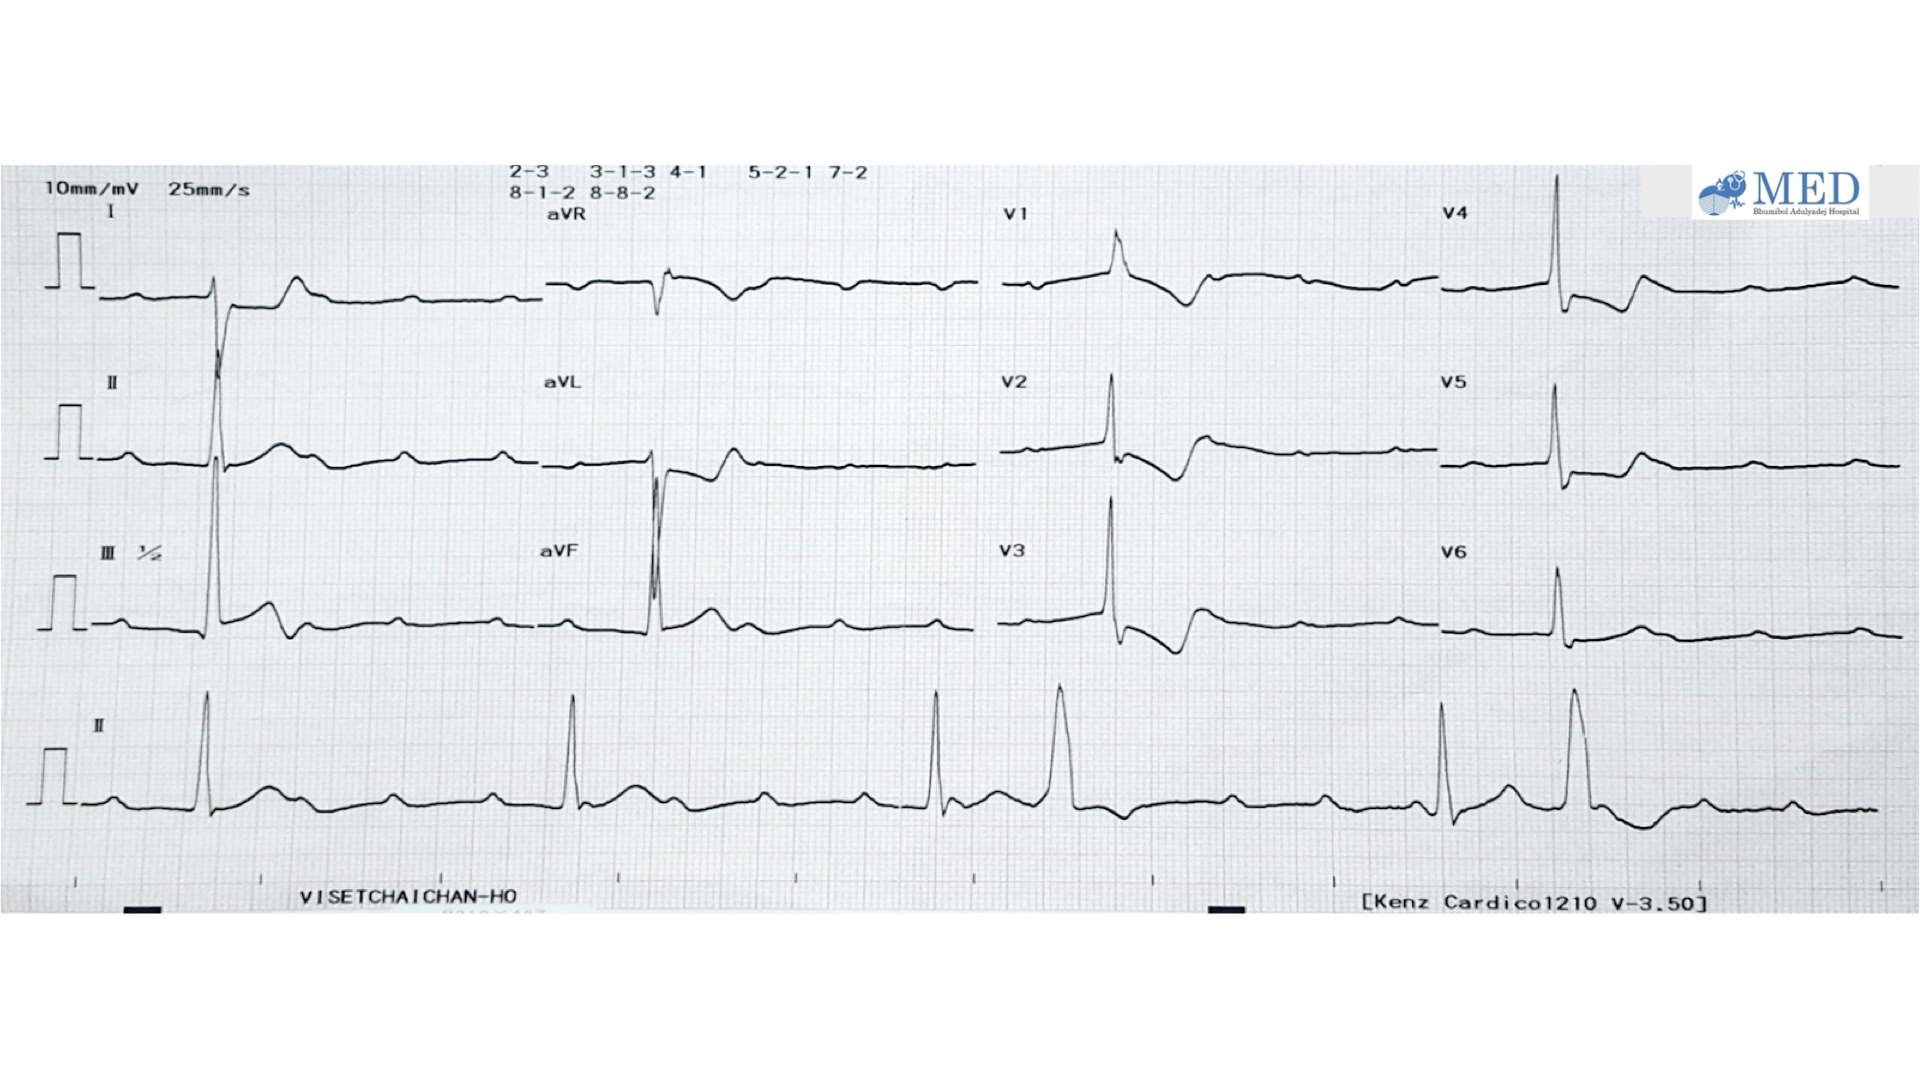 2-3 3-1-3 4-1 5-2-1 7-2
8-1-2 8-8-2
10mm/mV 25mm/s
MED
Bhumibol Adulyadej Hospital
I
aVR
V1
V4
II
aVL
V2
V5
III ½
aVF
V3
V6
II
VISETCHAICHAN-HO
[Kenz Cardico1210 V-3.50]